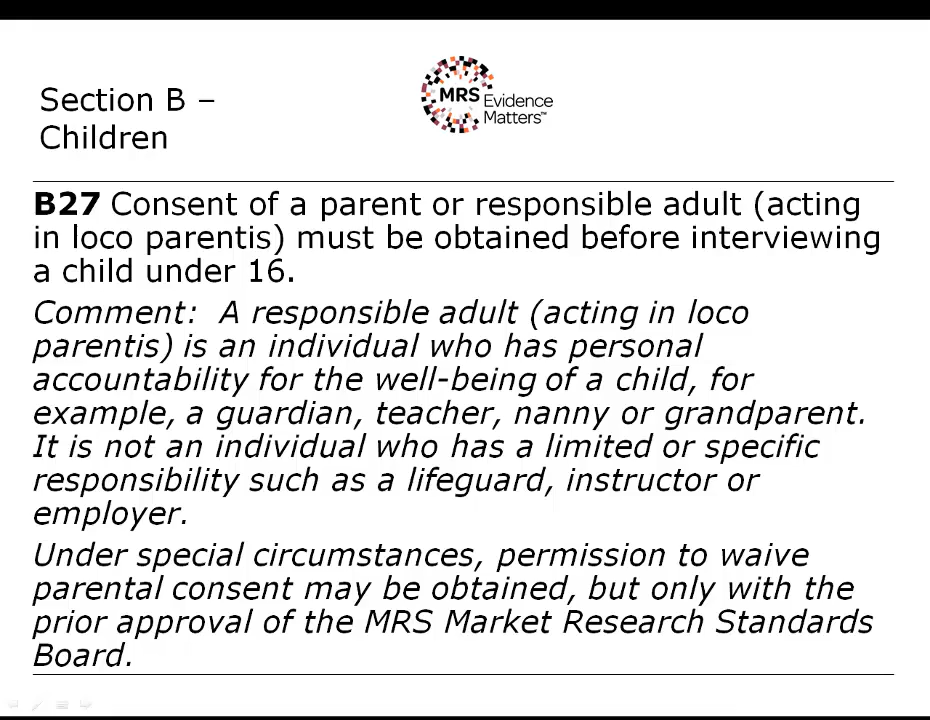 Section B –
Children
MRS Evidence
Matters™
B27 Consent of a parent or responsible adult (acting
in loco parentis) must be obtained before interviewing
a child under 16.
Comment:  A responsible adult (acting in loco
parentis) is an individual who has personal
accountability for the well-being of a child, for
example, a guardian, teacher, nanny or grandparent.
It is not an individual who has a limited or specific
responsibility such as a lifeguard, instructor or
employer.
Under special circumstances, permission to waive
parental consent may be obtained, but only with the
prior approval of the MRS Market Research Standards
Board.